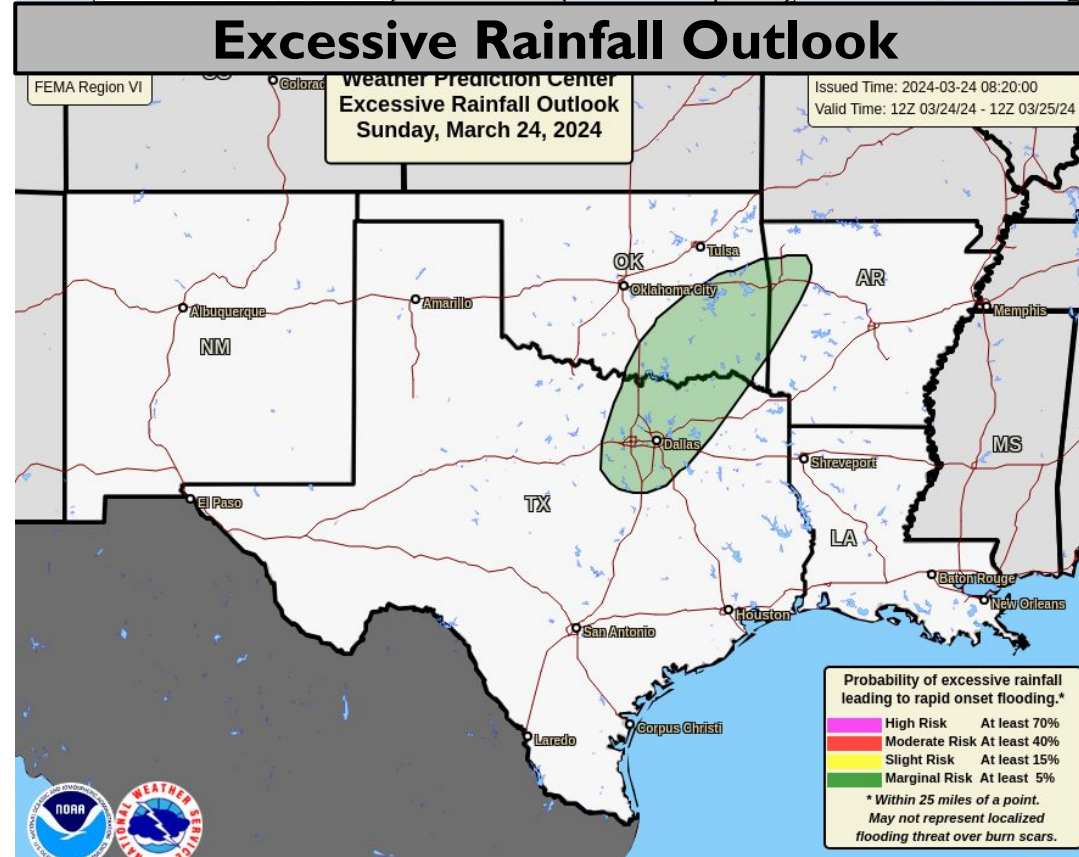 Excessive Rainfall Outlook
FEMA Region VI
Weather Prediction Center
Excessive Rainfall Outlook
Sunday, March 24, 2024
Issued Time: 2024-03-24 08:20:00
Valid Time: 12Z 03/24/24 - 12Z 03/25/24
Tulsa
OK
AR
Oklahoma City
Amarillo
Albuquerque
Memphis
NM
Dallas
MS
Shreveport
El Paso
TX
LA
Baton Rouge
New Orleans
Houston
San Antonio
Corpus Christi
Laredo
Probability of excessive rainfall
leading to rapid onset flooding.*
High Risk At least 70%
Moderate Risk At least 40%
Slight Risk At least 15%
Marginal Risk At least 5%
* Within 25 miles of a point.
May not represent localized
flooding threat over burn scars.
NOAA